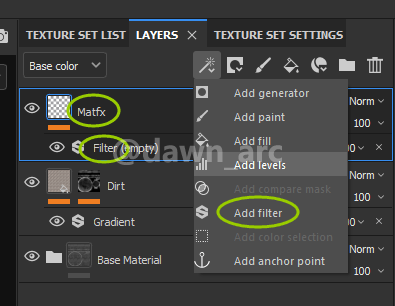 TEXTURE SET LIST LAYERS × TEXTURE SET SETTINGS
Base color
Matfx
Norm
100
Add generator
Add paint
Add fill
Add levels
Add compare mask
Add filter
Add color selection
Add anchor point
Filter (empty)
@dawn_arc
Dirt
Norm
100
Gradient
Base Material
Norm
100